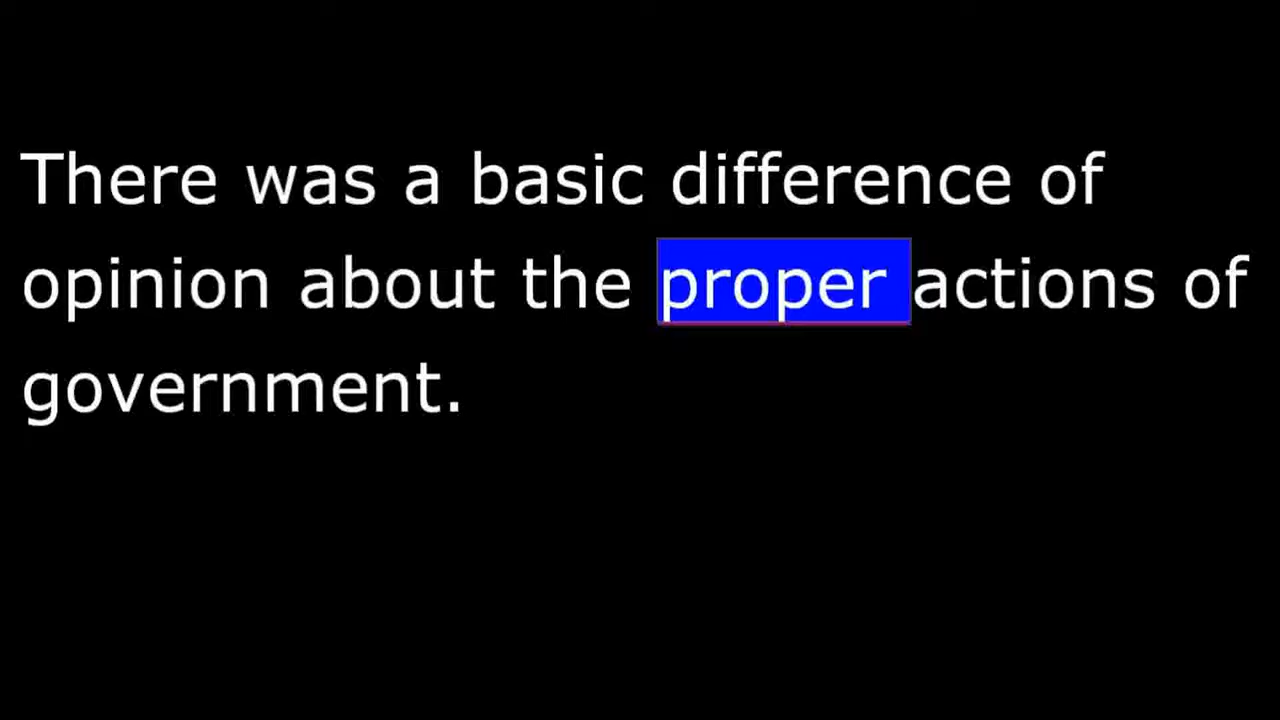 There was a basic difference of
opinion about the proper actions of
government.